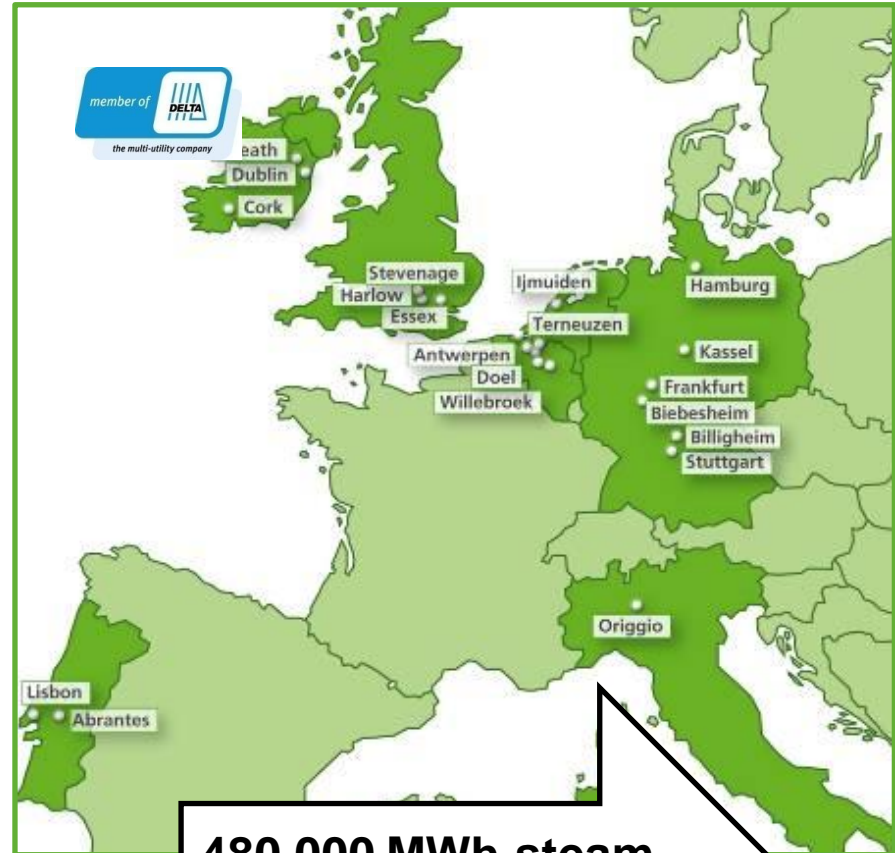 member of
DELTA
the multi-utility company
eath
Dublin
Cork
Stevenage
Harlow
Essex
Ijmuiden
Terneuzen
Antwerpen
Doel
Willebroek
Hamburg
Kassel
Frankfurt
Biebesheim
Billigheim
Stuttgart
Origgio
Lisbon
Abrantes
480.000 MWh steam